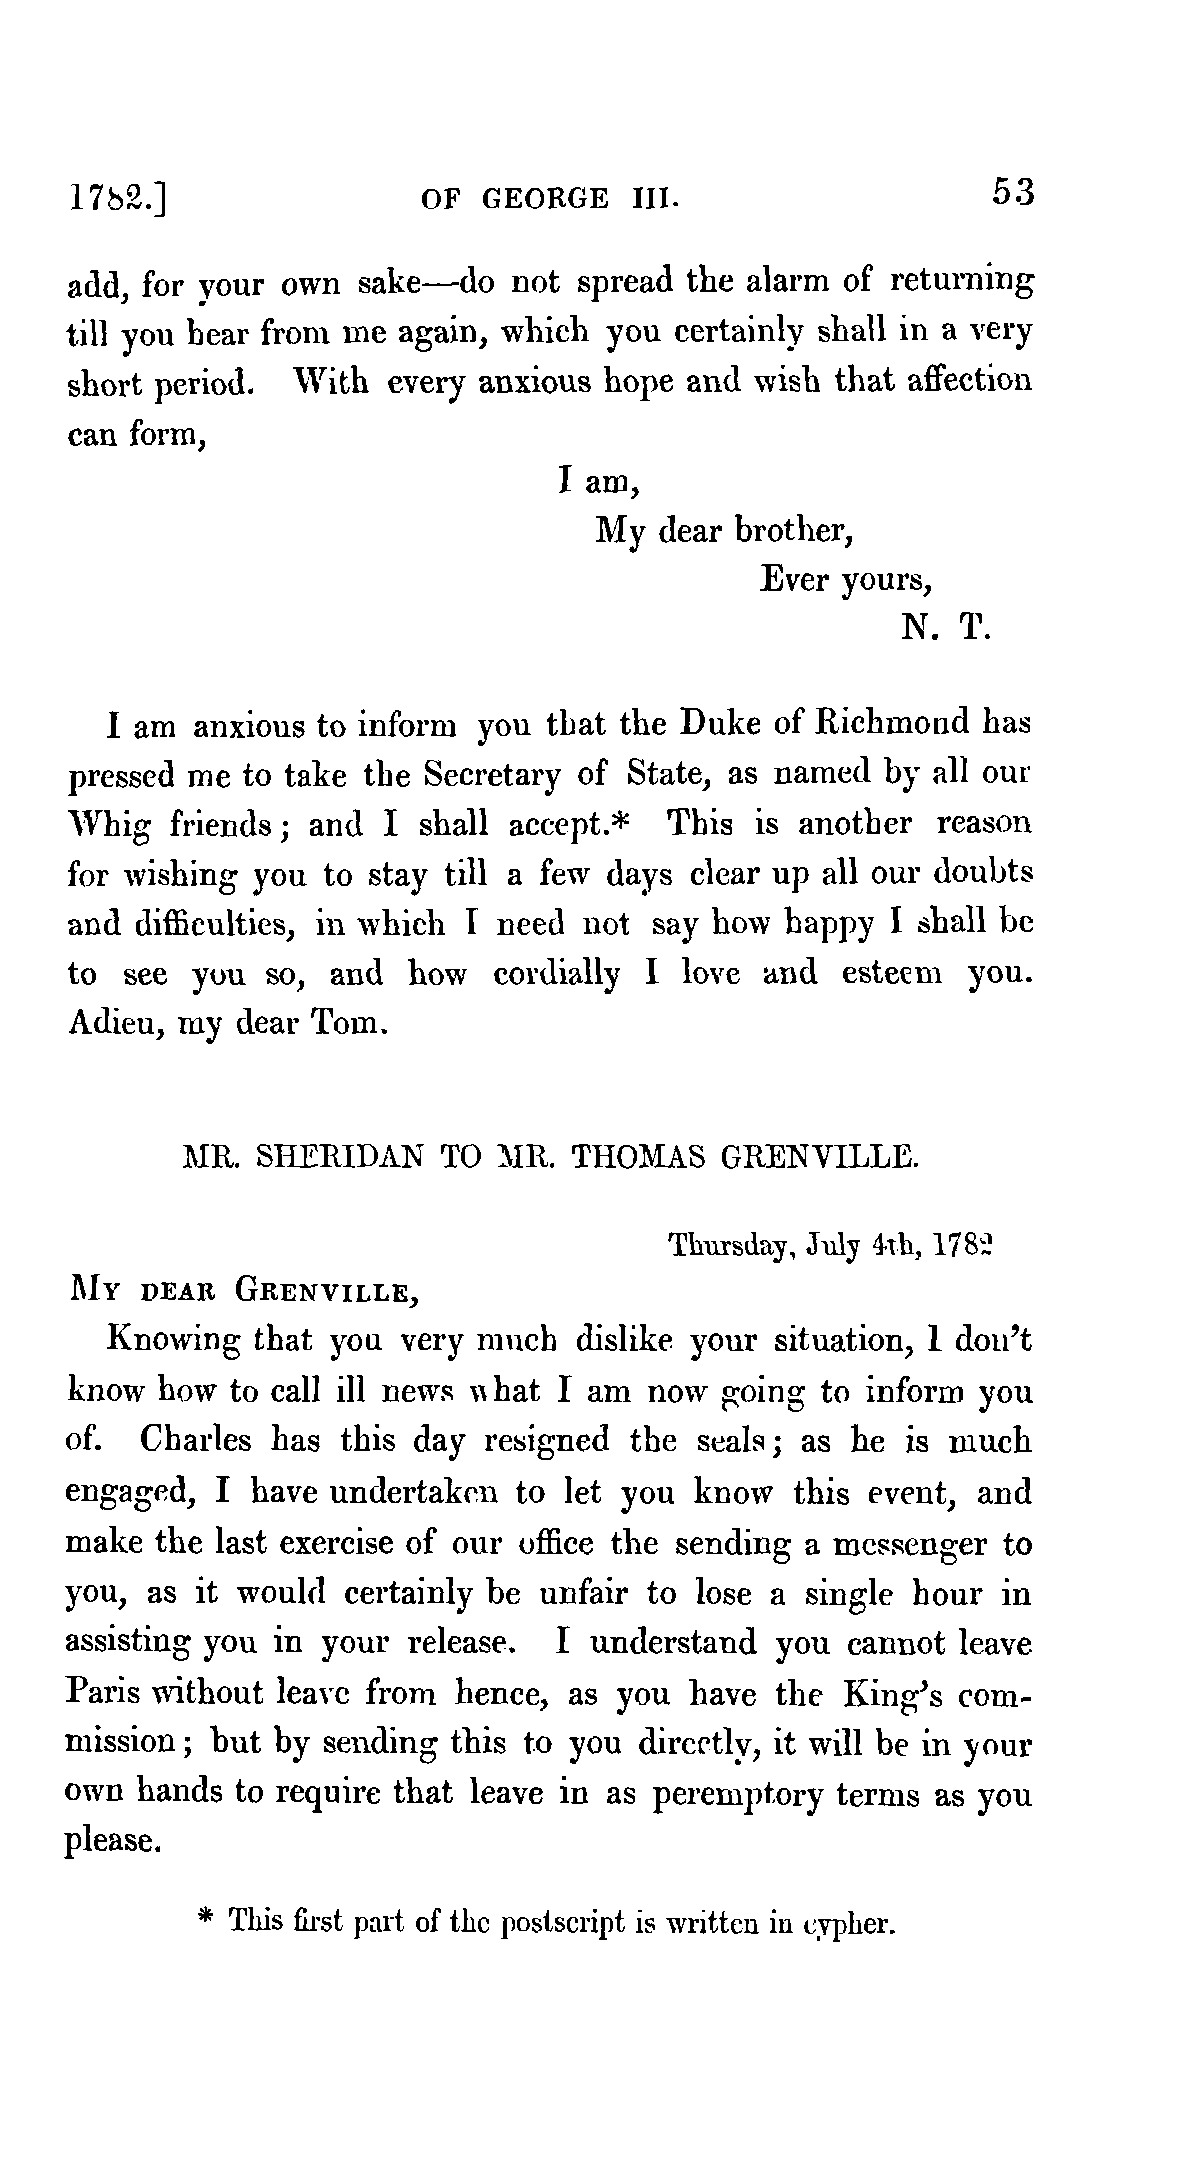 1782.] OF GEORGE III. 53
add, for your own sake—do not spread the alarm of returning
till you hear from me again, which you certainly shall in a very
short period. With every anxious hope and wish that affection
can form,
I am,
My dear brother,
Ever yours,
N. T.
I am anxious to inform you that the Duke of Richmond has
pressed me to take the Secretary of State, as named by all our
Whig friends; and I shall accept.* This is another reason
for wishing you to stay till a few days clear up all our doubts
and difficulties, in which I need not say how happy I shall be
to see you so, and how cordially I love and esteem you.
Adieu, my dear Tom.
MR. SHERIDAN TO MR. THOMAS GRENVILLE.
Thursday, July 4th, 1782
MY DEAR GRENVILLE,
Knowing that you very much dislike your situation, I don't
know how to call ill news what I am now going to inform you
of. Charles has this day resigned the seals; as he is much
engaged, I have undertaken to let you know this event, and
make the last exercise of our office the sending a messenger to
you, as it would certainly be unfair to lose a single hour in
assisting you in your release. I understand you cannot leave
Paris without leave from hence, as you have the King's com-
mission; but by sending this to you directly, it will be in your
own hands to require that leave in as peremptory terms as you
please.
* This first part of the postscript is written in cypher.